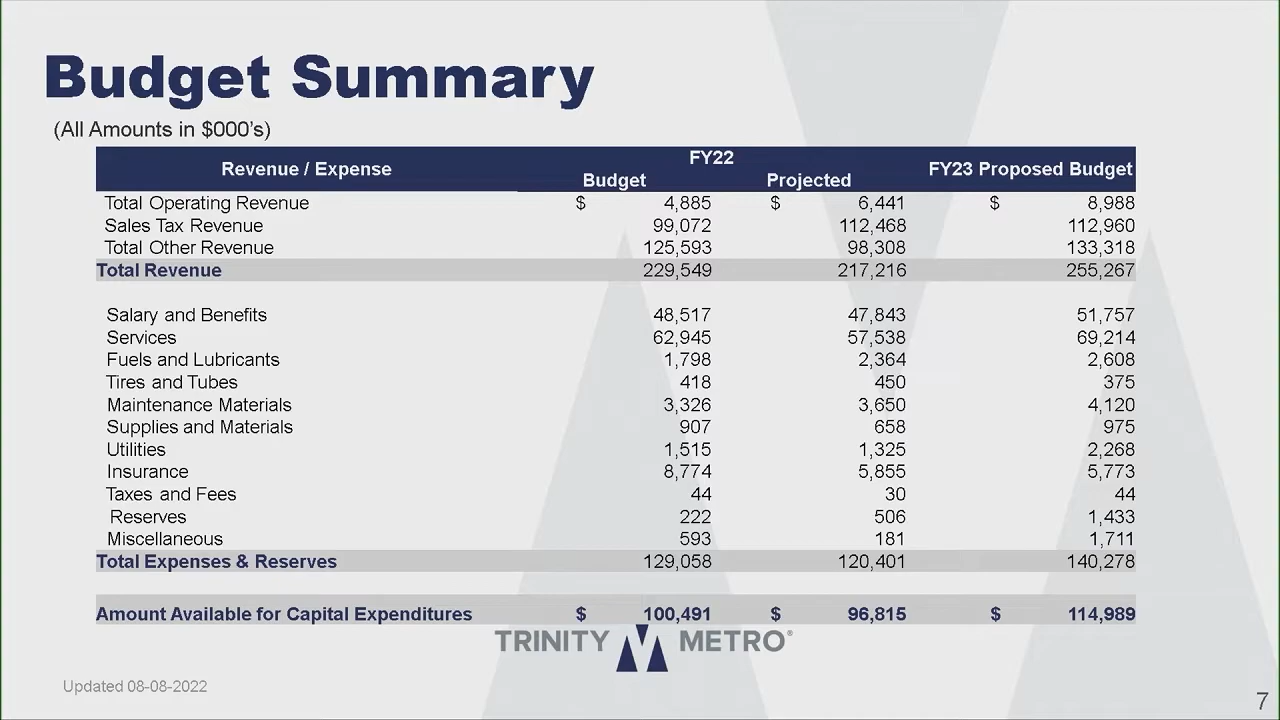 Budget Summary
(All Amounts in $000's)
Revenue / Expense FY22 Budget Projected FY23 Proposed Budget
Total Operating Revenue $ 4,885 $ 6,441 $ 8,988
Sales Tax Revenue 99,072 112,468 112,960
Total Other Revenue 125,593 98,308 133,318
Total Revenue 229,549 217,216 255,267
Salary and Benefits 48,517 47,843 51,757
Services 62,945 57,538 69,214
Fuels and Lubricants 1,798 2,364 2,608
Tires and Tubes 418 450 375
Maintenance Materials 3,326 3,650 4,120
Supplies and Materials 907 658 975
Utilities 1,515 1,325 2,268
Insurance 8,774 5,855 5,773
Taxes and Fees 44 30 44
Reserves 222 506 1,433
Miscellaneous 593 181 1,711
Total Expenses & Reserves 129,058 120,401 140,278
Amount Available for Capital Expenditures $ 100,491 $ 96,815 $ 114,989
TRINITY METRO®
Updated 08-08-2022
7